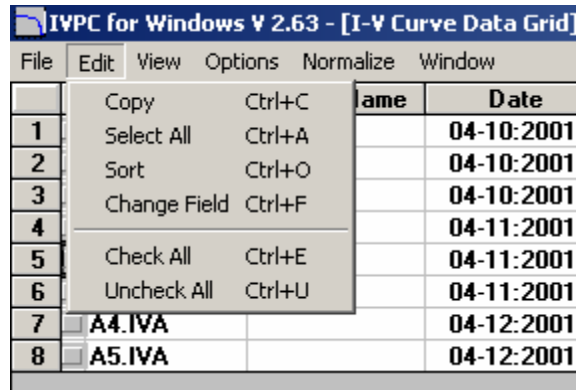 IVPC for Windows V 2.63 - [I-V Curve Data Grid]
File Edit View Options Normalize Window
Copy Ctrl+C
Select All Ctrl+A
Sort Ctrl+O
Change Field Ctrl+F
Check All Ctrl+E
Uncheck All Ctrl+U
Name Date
1 04-10:2001
2 04-10:2001
3 04-10:2001
4 04-11:2001
5 04-11:2001
6 04-11:2001
7 A4.IVA 04-12:2001
8 A5.IVA 04-12:2001